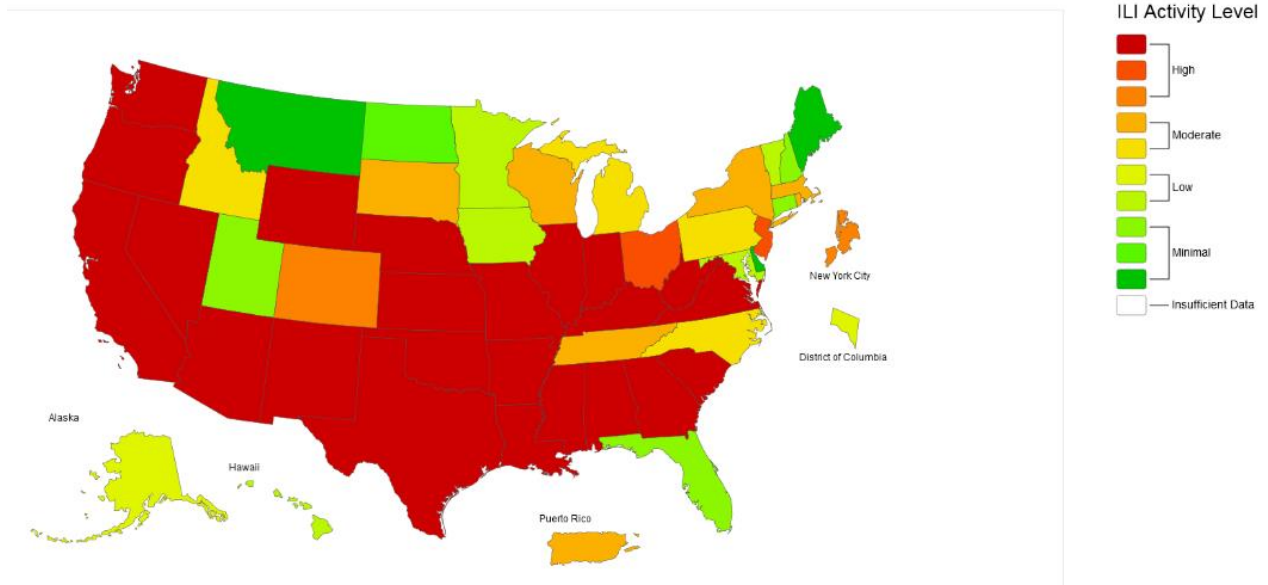 ILI Activity Level
High
Moderate
Low
Minimal
Insufficient Data
New York City
District of Columbia
Alaska
Hawaii
Puerto Rico